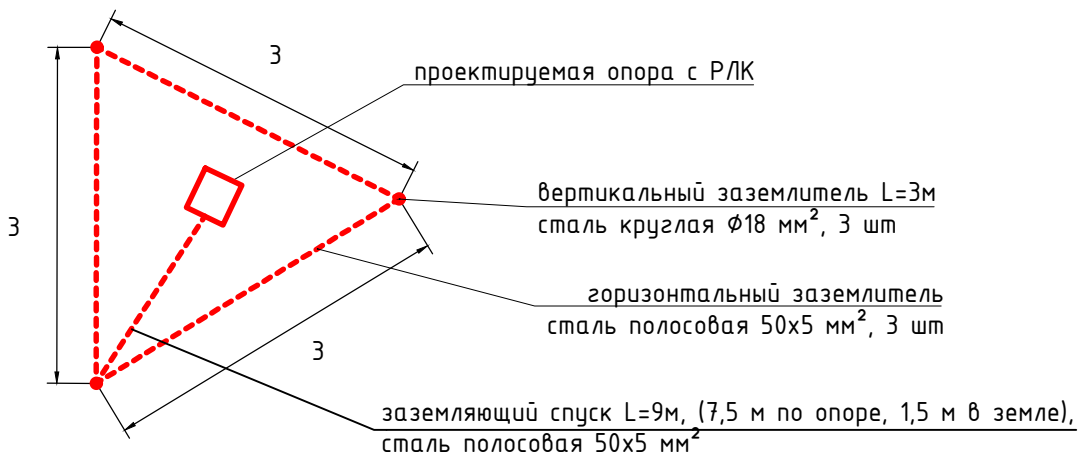 3
проектируемая опора с РЛК
3
вертикальный заземлитель L=3м
сталь круглая Ф18 мм², 3 шт
горизонтальный заземлитель
сталь полосовая 50х5 мм², 3 шт
3
заземляющий спуск L=9м, (7,5 м по опоре, 1,5 м в земле),
сталь полосовая 50х5 мм²